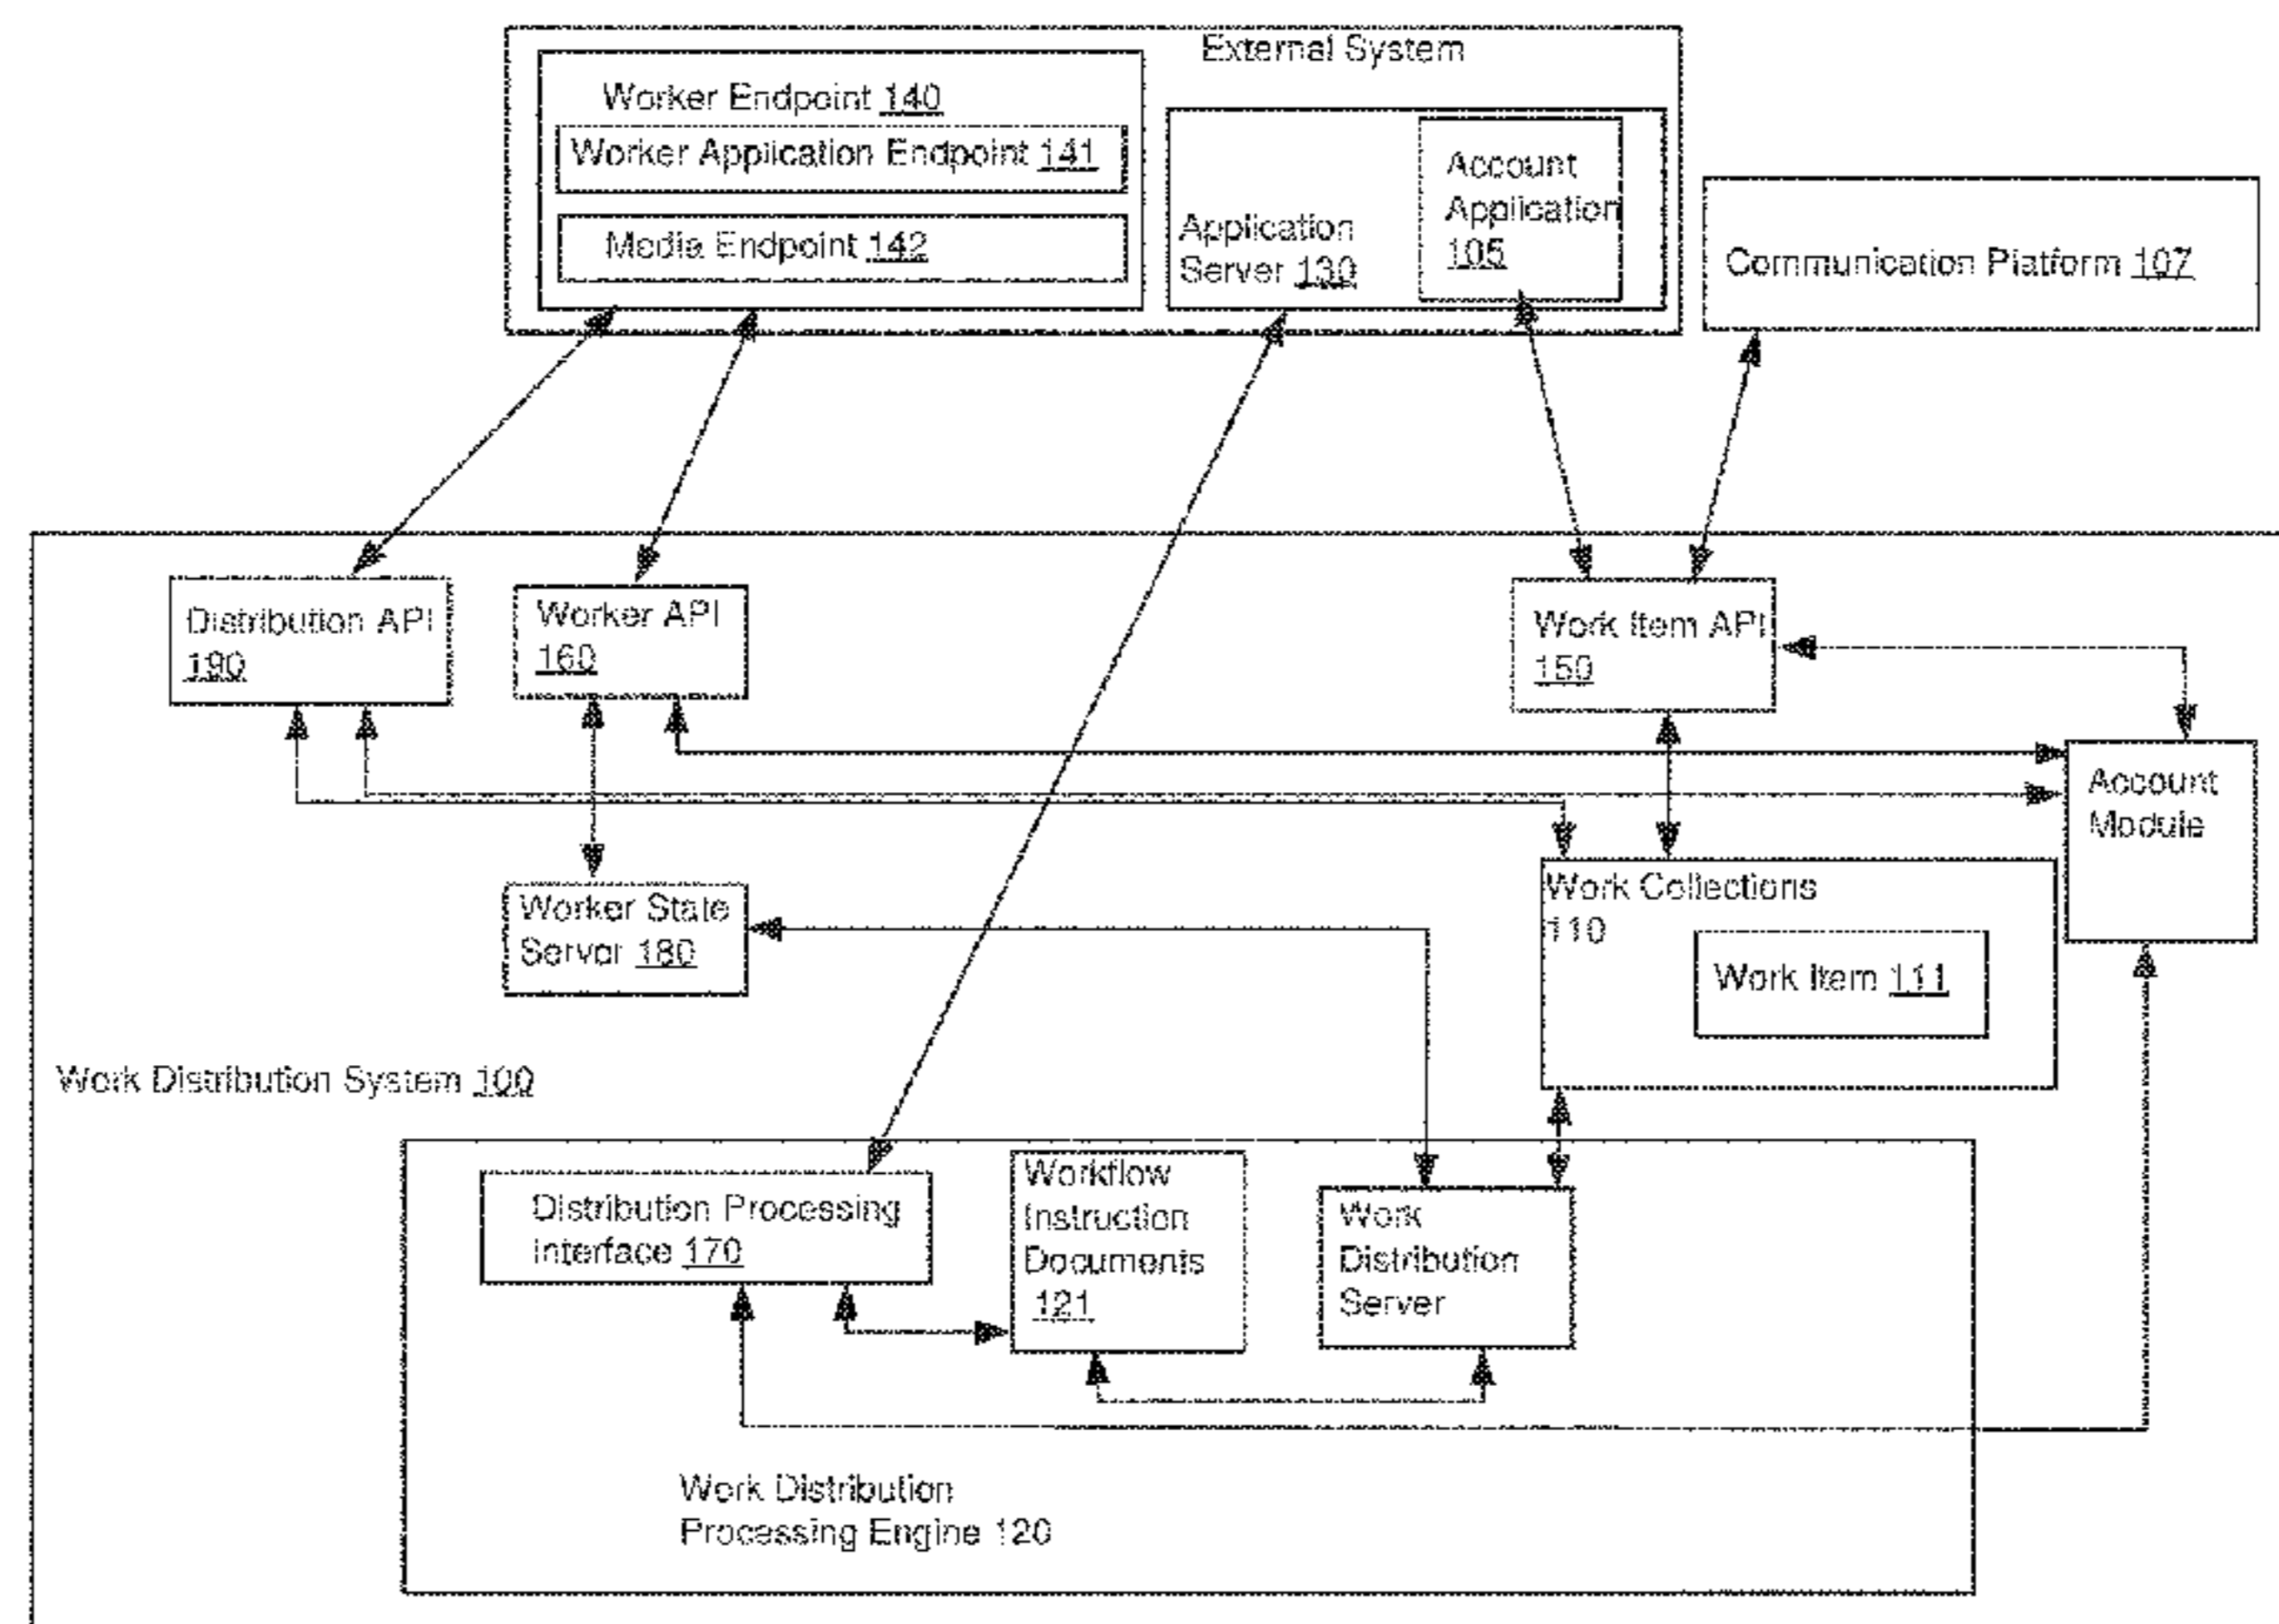 External System
Worker Endpoint 140
Worker Application Endpoint 141
Media Endpoint 142
Application
Server 130
Account
Application
105
Communication Platform 107
Distribution API
190
Worker API
160
Work Item API
150
Account
Module
Worker State
Server 180
Work Collections
110
Work Item 111
Work Distribution System 100
Distribution Processing
Interface 170
Workflow
Instruction
Documents
121
Work
Distribution
Server
Work Distribution
Processing Engine 120